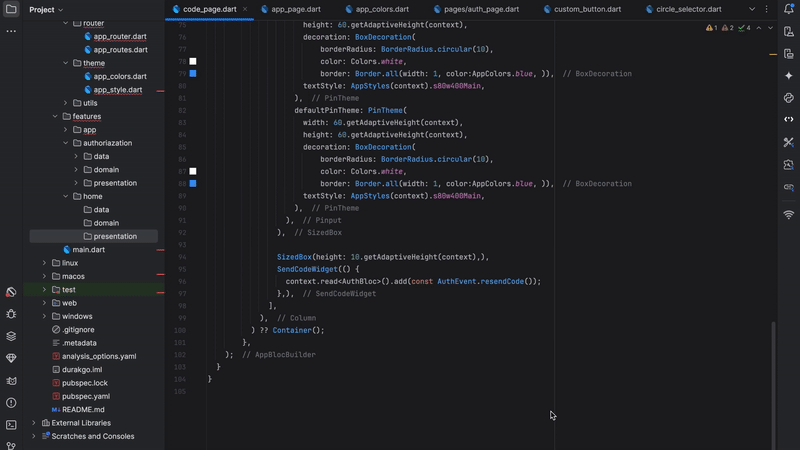 Project
code_page.dart
app_page.dart
app_colors.dart
pages/auth_page.dart
custom_button.dart
circle_selector.dart
router
app_router.dart
app_routes.dart
theme
app_colors.dart
app_style.dart
utils
features
app
authoriazation
data
domain
presentation
home
data
domain
presentation
main.dart
linux
macos
test
web
windows
.gitignore
.metadata
analysis_options.yaml
durakgo.iml
pubspec.lock
pubspec.yaml
README.md
External Libraries
Scratches and Consoles
1 2 4
75 height: 60.getAdaptiveHeight(context),
76 decoration: BoxDecoration(
77 borderRadius: BorderRadius.circular(10),
78 color: Colors.white,
79 border: Border.all(width: 1, color:AppColors.blue, )), // BoxDecoration
80 textStyle: AppStyles(context).s80w400Main,
81 ), // PinTheme
82 defaultPinTheme: PinTheme(
83 width: 60.getAdaptiveHeight(context),
84 height: 60.getAdaptiveHeight(context),
85 decoration: BoxDecoration(
86 borderRadius: BorderRadius.circular(10),
87 color: Colors.white,
88 border: Border.all(width: 1, color:AppColors.blue, )), // BoxDecoration
89 textStyle: AppStyles(context).s80w400Main,
90 ), // PinTheme
91 ), // Pinput
92 ), // SizedBox
93
94 SizedBox(height: 10.getAdaptiveHeight(context),),
95 SendCodeWidget(() {
96 context.read<AuthBloc>().add(const AuthEvent.resendCode());
97 },), // SendCodeWidget
98 ],
99 ), // Column
100 ) ?? Container();
101 },
102 ); // AppBlocBuilder
103 }
104 }
105